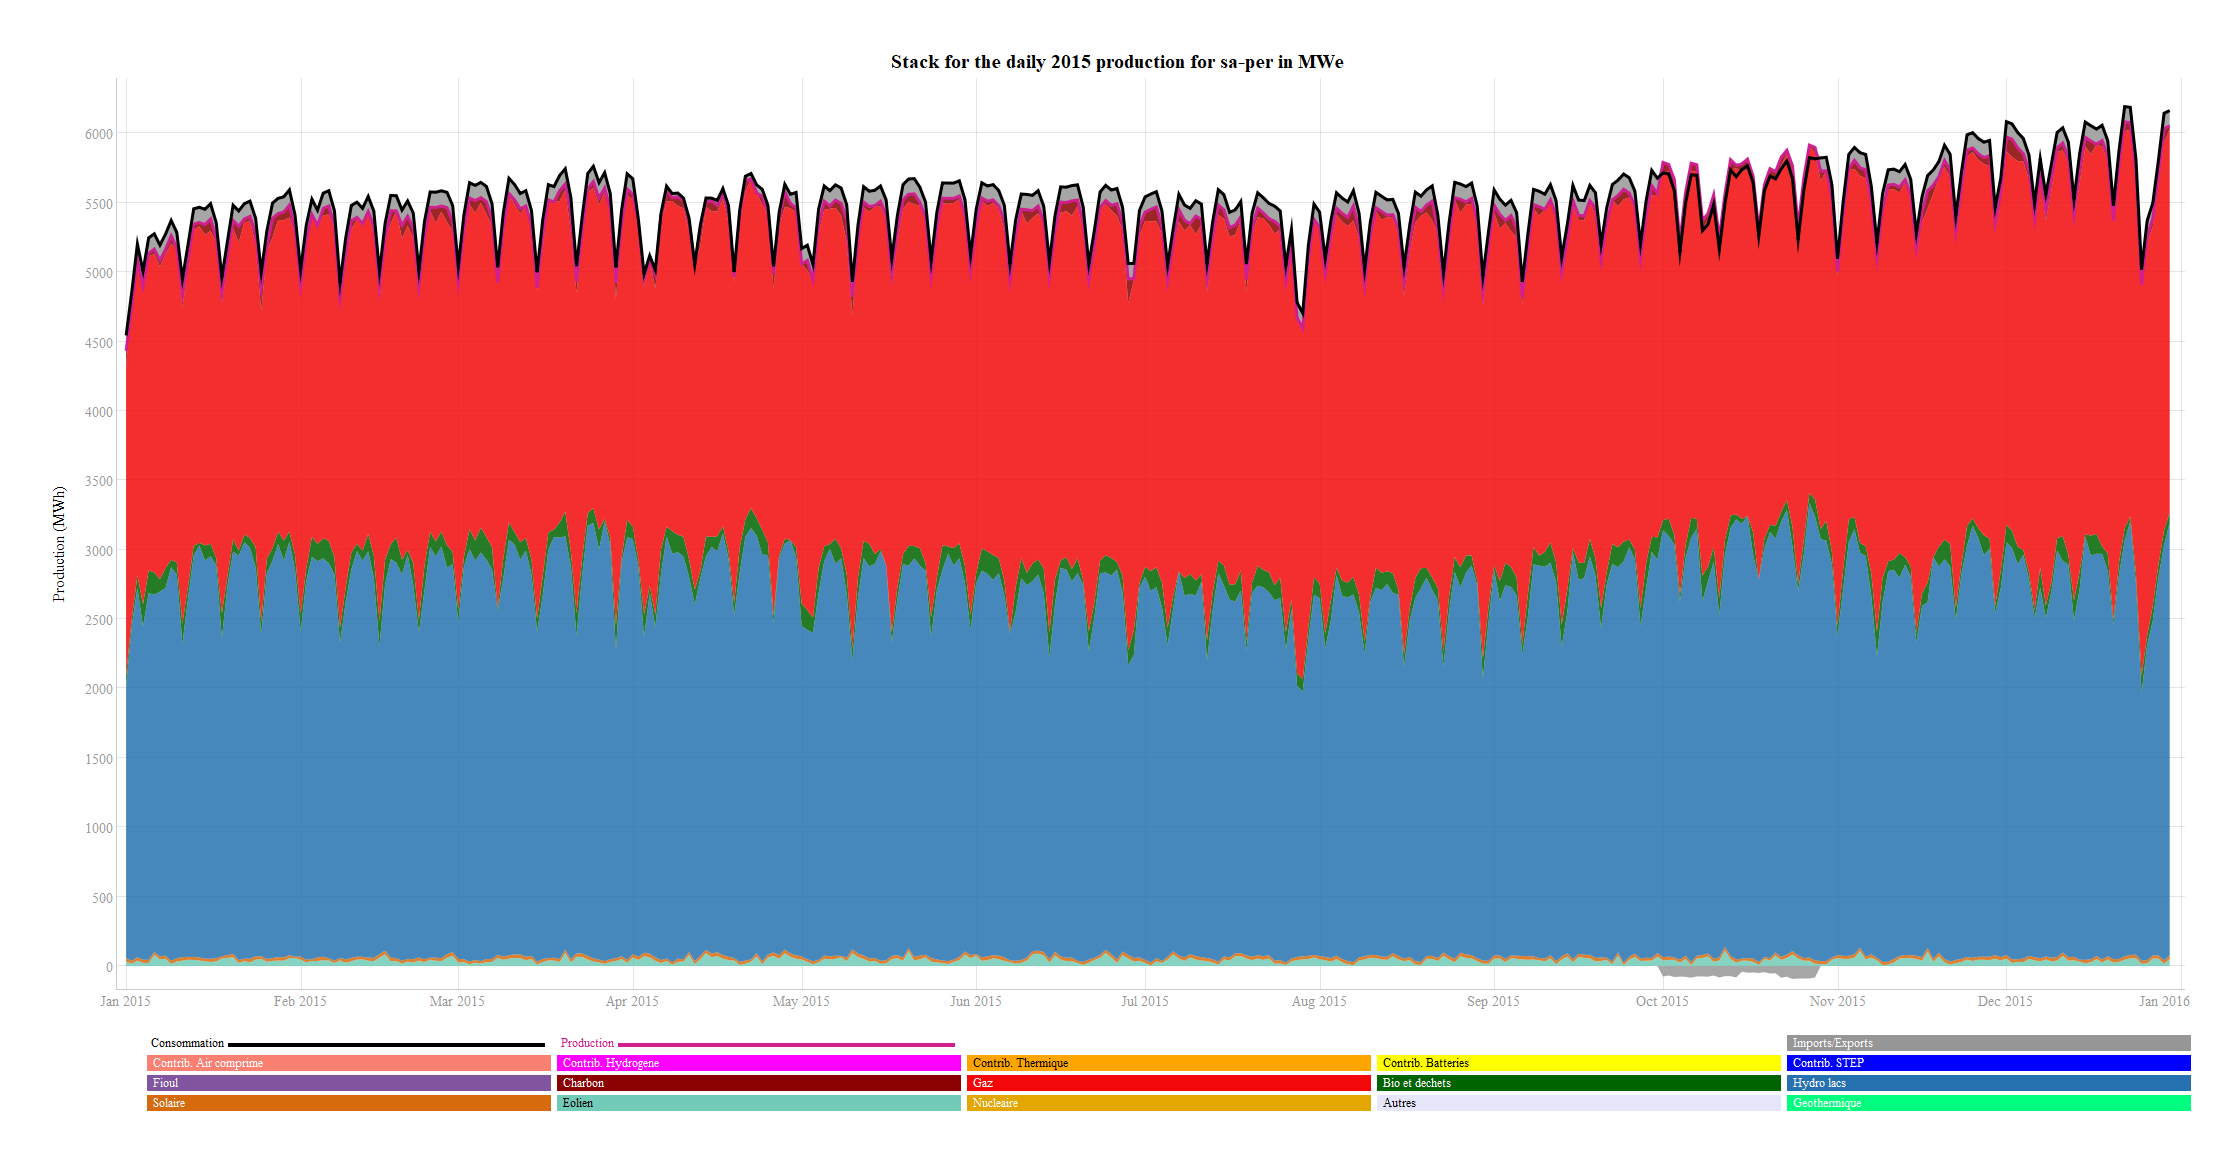 Stack for the daily 2015 production for sa-per in MWe
Production (MWh)
6000
5500
5000
4500
4000
3500
3000
2500
2000
1500
1000
500
0
Jan 2015 Feb 2015 Mar 2015 Apr 2015 May 2015 Jun 2015 Jul 2015 Aug 2015 Sep 2015 Oct 2015 Nov 2015 Dec 2015 Jan 2016
Consommation Production Imports/Exports
Contrib. Air comprime Contrib. Hydrogene Contrib. Thermique Contrib. Batteries Contrib. STEP
Fioul Charbon Gaz Bio et dechets Hydro lacs
Solaire Eolien Nucleaire Autres Geothermique